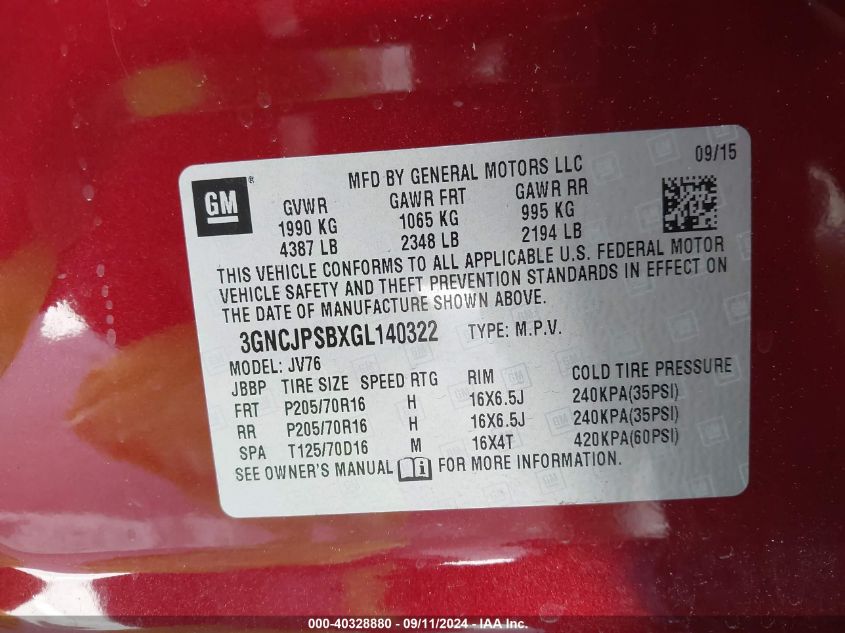 GM
®
MFD BY GENERAL MOTORS LLC
09/15
GVWR GAWR FRT GAWR RR
1990 KG 1065 KG 995 KG
4387 LB 2348 LB 2194 LB
THIS VEHICLE CONFORMS TO ALL APPLICABLE U.S. FEDERAL MOTOR
VEHICLE SAFETY AND THEFT PREVENTION STANDARDS IN EFFECT ON
THE DATE OF MANUFACTURE SHOWN ABOVE.
3GNCJPSBXGL140322 TYPE: M.P.V.
MODEL: JV76
JBBP TIRE SIZE SPEED RTG RIM COLD TIRE PRESSURE
FRT P205/70R16 H 16X6.5J 240KPA(35PSI)
RR P205/70R16 H 16X6.5J 240KPA(35PSI)
SPA T125/70D16 M 16X4T 420KPA(60PSI)
SEE OWNER'S MANUAL FOR MORE INFORMATION.
000-40328880 - 09/11/2024 - IAA Inc.